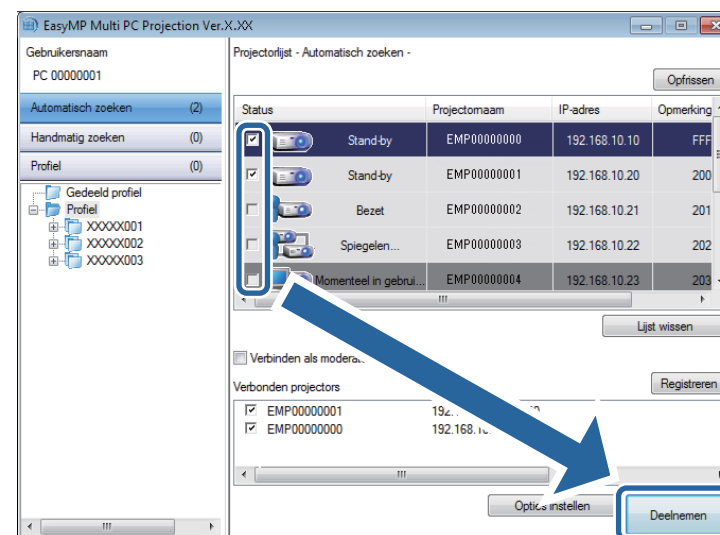 EasyMP Multi PC Projection Ver.X.XX
Gebruikersnaam
PC 00000001
Automatisch zoeken (2)
Handmatig zoeken (0)
Profiel (0)
Gedeeld profiel
Profiel
XXXXX001
XXXXX002
XXXXX003
Projectorlijst - Automatisch zoeken -
Opfrissen
Status Projectornaam IP-adres Opmerking
Stand-by EMP00000000 192.168.10.10 FFF
Stand-by EMP00000001 192.168.10.20 200
Bezet EMP00000002 192.168.10.21 201
Spiegelen... EMP00000003 192.168.10.22 202
Momenteel in gebrui... EMP00000004 192.168.10.23 203
Lijst wissen
Verbinden als
Verbonden projectors
Registreren
EMP00000001
EMP00000000 192.168.
Opties instellen
Deelnemen